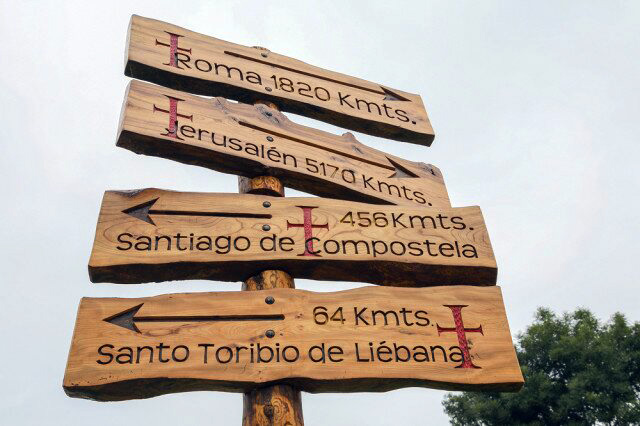 Roma 1820 Kmts.
Jerusalén 5170 Kmts.
456 Kmts.
Santiago de Compostela
64 Kmts.
Santo Toribio de Liébana